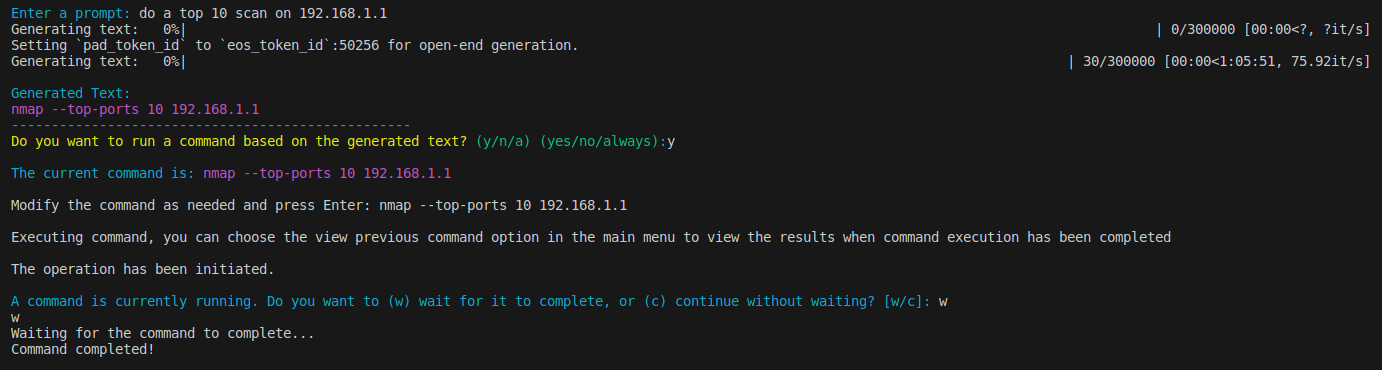 Enter a prompt: do a top 10 scan on 192.168.1.1
Generating text:   0%|                    | 0/300000 [00:00<?, ?it/s]
Setting `pad_token_id` to `eos_token_id`:50256 for open-end generation.
Generating text:   0%|                    | 30/300000 [00:00<1:05:51, 75.92it/s]
Generated Text:
nmap --top-ports 10 192.168.1.1
--------------------------------------------------
Do you want to run a command based on the generated text? (y/n/a) (yes/no/always):y
The current command is: nmap --top-ports 10 192.168.1.1
Modify the command as needed and press Enter: nmap --top-ports 10 192.168.1.1
Executing command, you can choose the view previous command option in the main menu to view the results when command execution has been completed
The operation has been initiated.
A command is currently running. Do you want to (w) wait for it to complete, or (c) continue without waiting? [w/c]: w
w
Waiting for the command to complete...
Command completed!